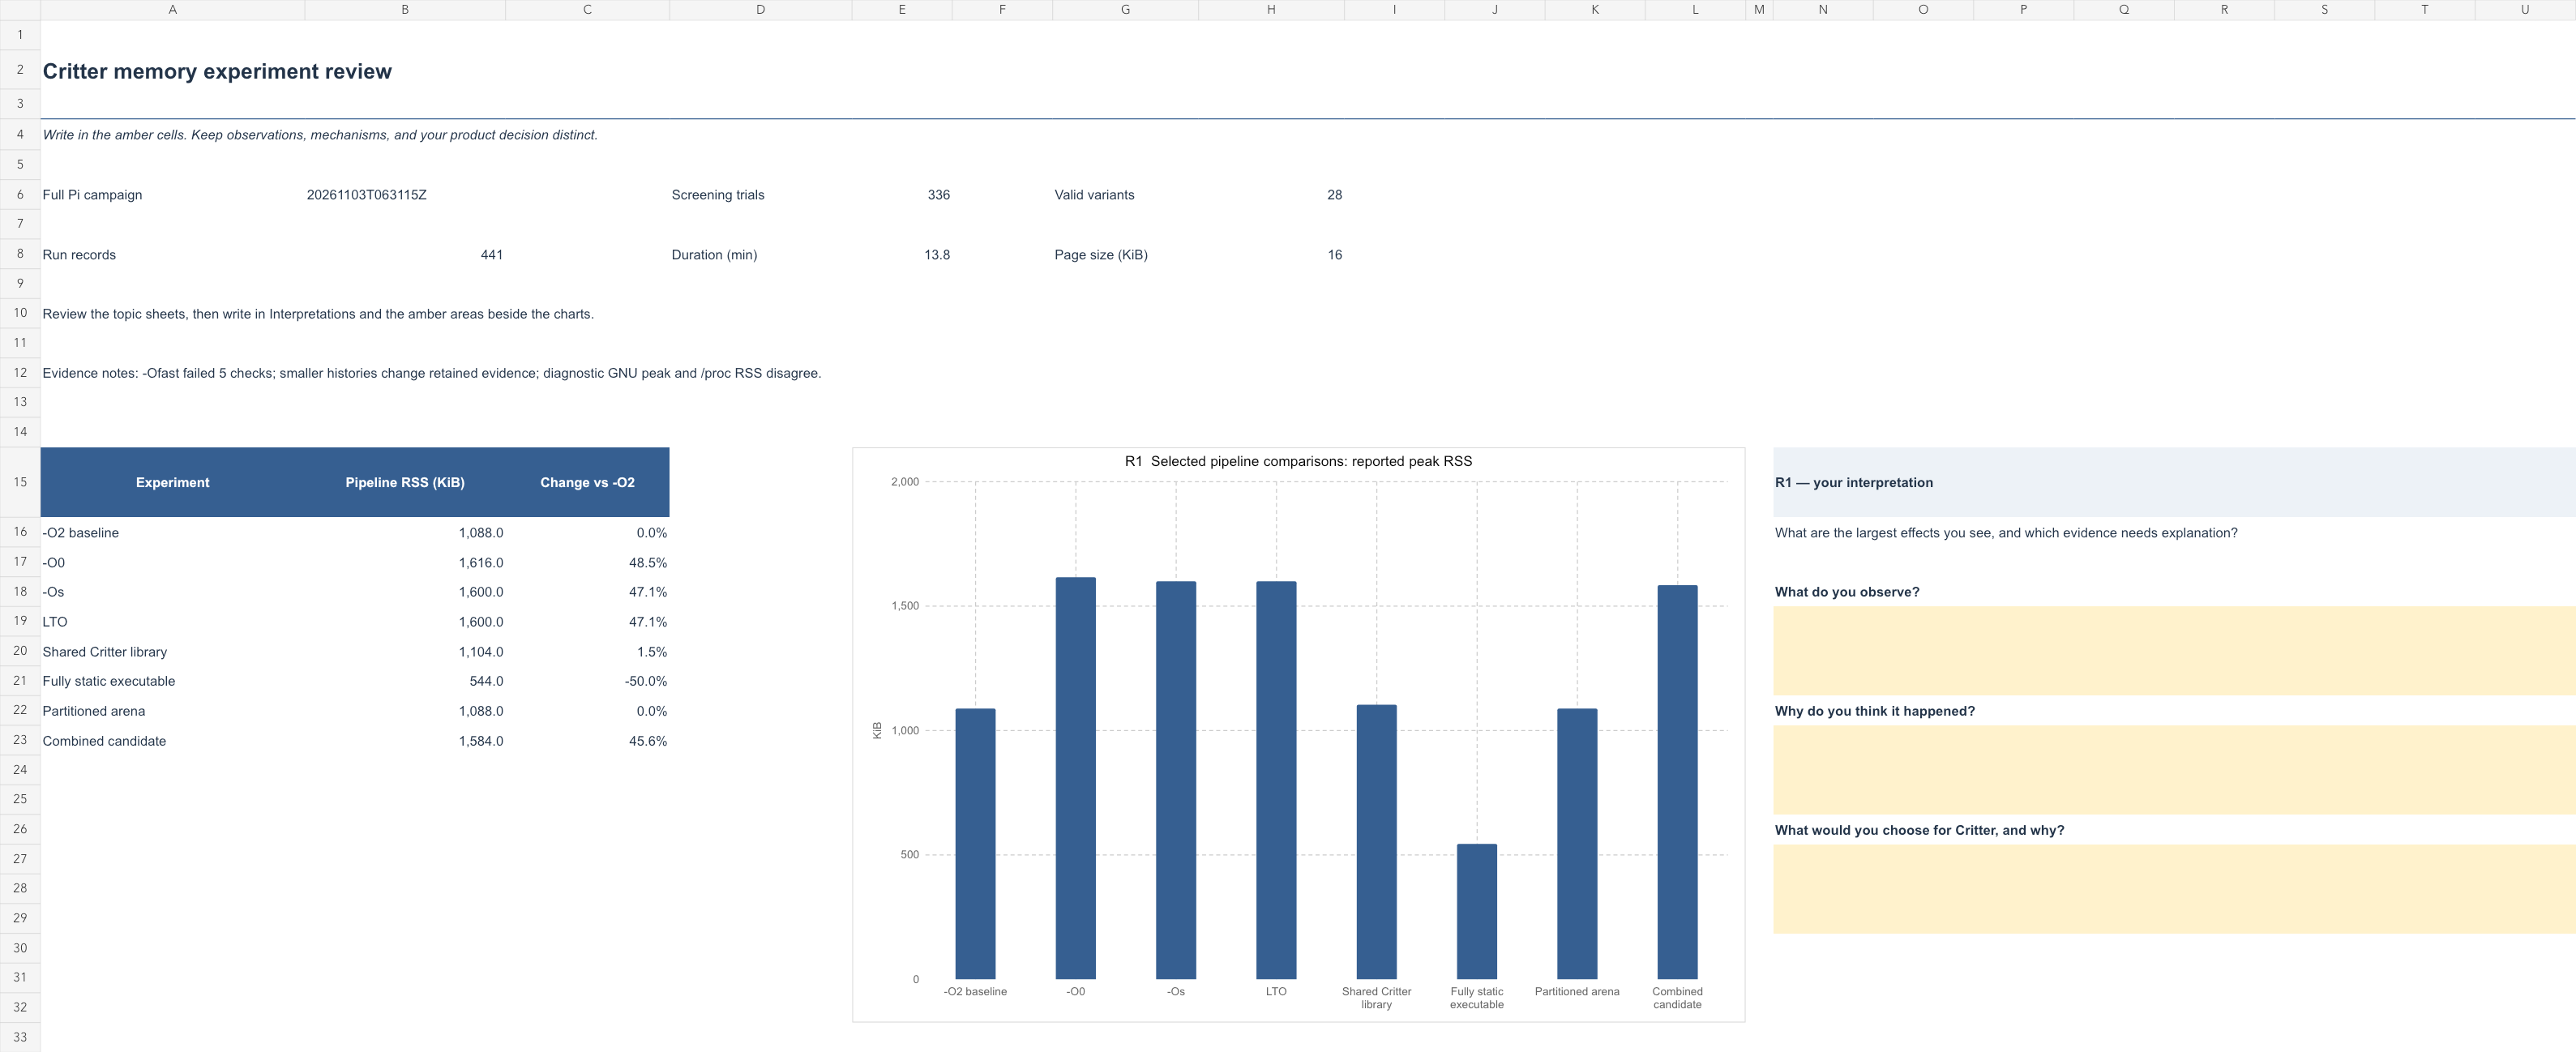 A B C D E F G H I J K L M N O P Q R S T U
1
2 Critter memory experiment review
3
4 Write in the amber cells. Keep observations, mechanisms, and your product decision distinct.
5
6 Full Pi campaign 20261103T063115Z Screening trials 336 Valid variants 28
7
8 Run records 441 Duration (min) 13.8 Page size (KiB) 16
9
10 Review the topic sheets, then write in Interpretations and the amber areas beside the charts.
11
12 Evidence notes: -Ofast failed 5 checks; smaller histories change retained evidence; diagnostic GNU peak and /proc RSS disagree.
13
14
15 Experiment Pipeline RSS (KiB) Change vs -O2
16 -O2 baseline 1,088.0 0.0%
17 -O0 1,616.0 48.5%
18 -Os 1,600.0 47.1%
19 LTO 1,600.0 47.1%
20 Shared Critter library 1,104.0 1.5%
21 Fully static executable 544.0 -50.0%
22 Partitioned arena 1,088.0 0.0%
23 Combined candidate 1,584.0 45.6%
24
25
26
27
28
29
30
31
32
33
R1 Selected pipeline comparisons: reported peak RSS
2,000
1,500
1,000
500
0
KiB
-O2 baseline -O0 -Os LTO Shared Critter library Fully static executable Partitioned arena Combined candidate
R1 — your interpretation
What are the largest effects you see, and which evidence needs explanation?
What do you observe?
Why do you think it happened?
What would you choose for Critter, and why?